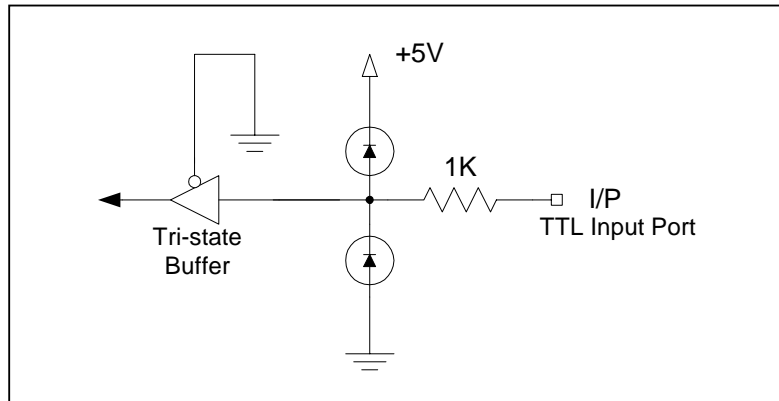 +5V
1K
I/P
TTL Input Port
Tri-state
Buffer